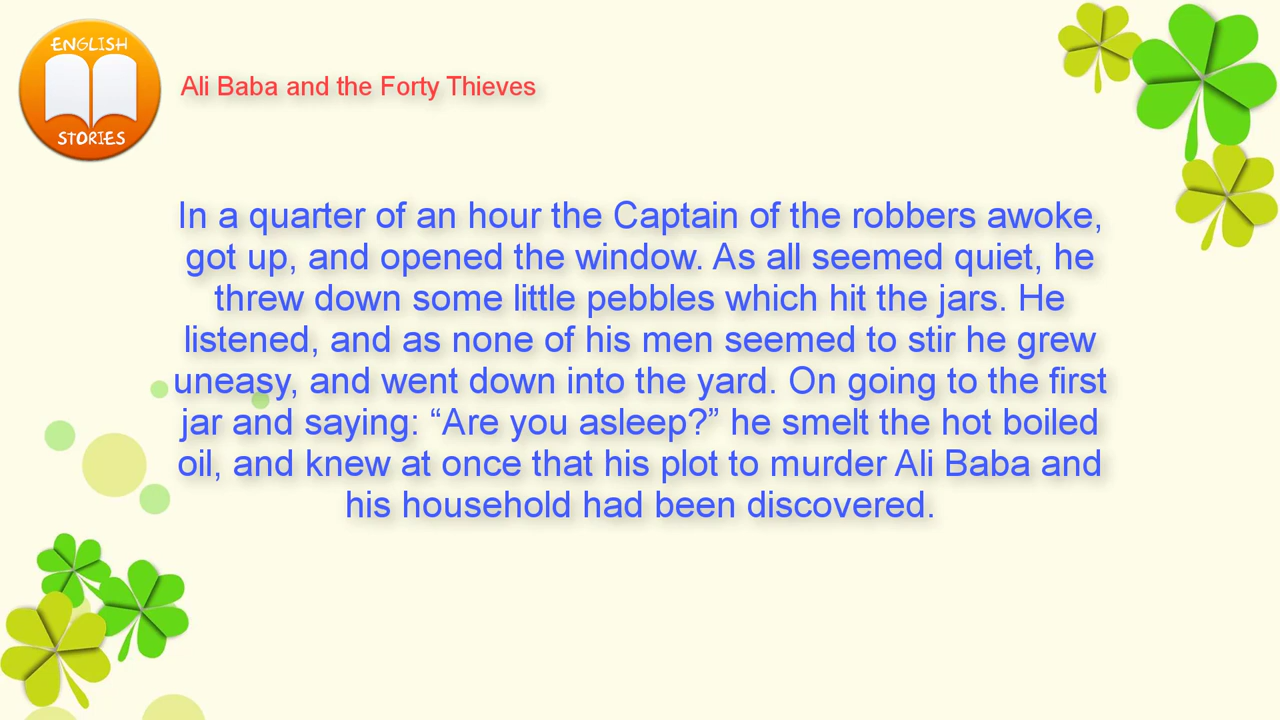 ENGLISH
STORIES
Ali Baba and the Forty Thieves
In a quarter of an hour the Captain of the robbers awoke,
got up, and opened the window. As all seemed quiet, he
threw down some little pebbles which hit the jars. He
listened, and as none of his men seemed to stir he grew
uneasy, and went down into the yard. On going to the first
jar and saying: “Are you asleep?” he smelt the hot boiled
oil, and knew at once that his plot to murder Ali Baba and
his household had been discovered.